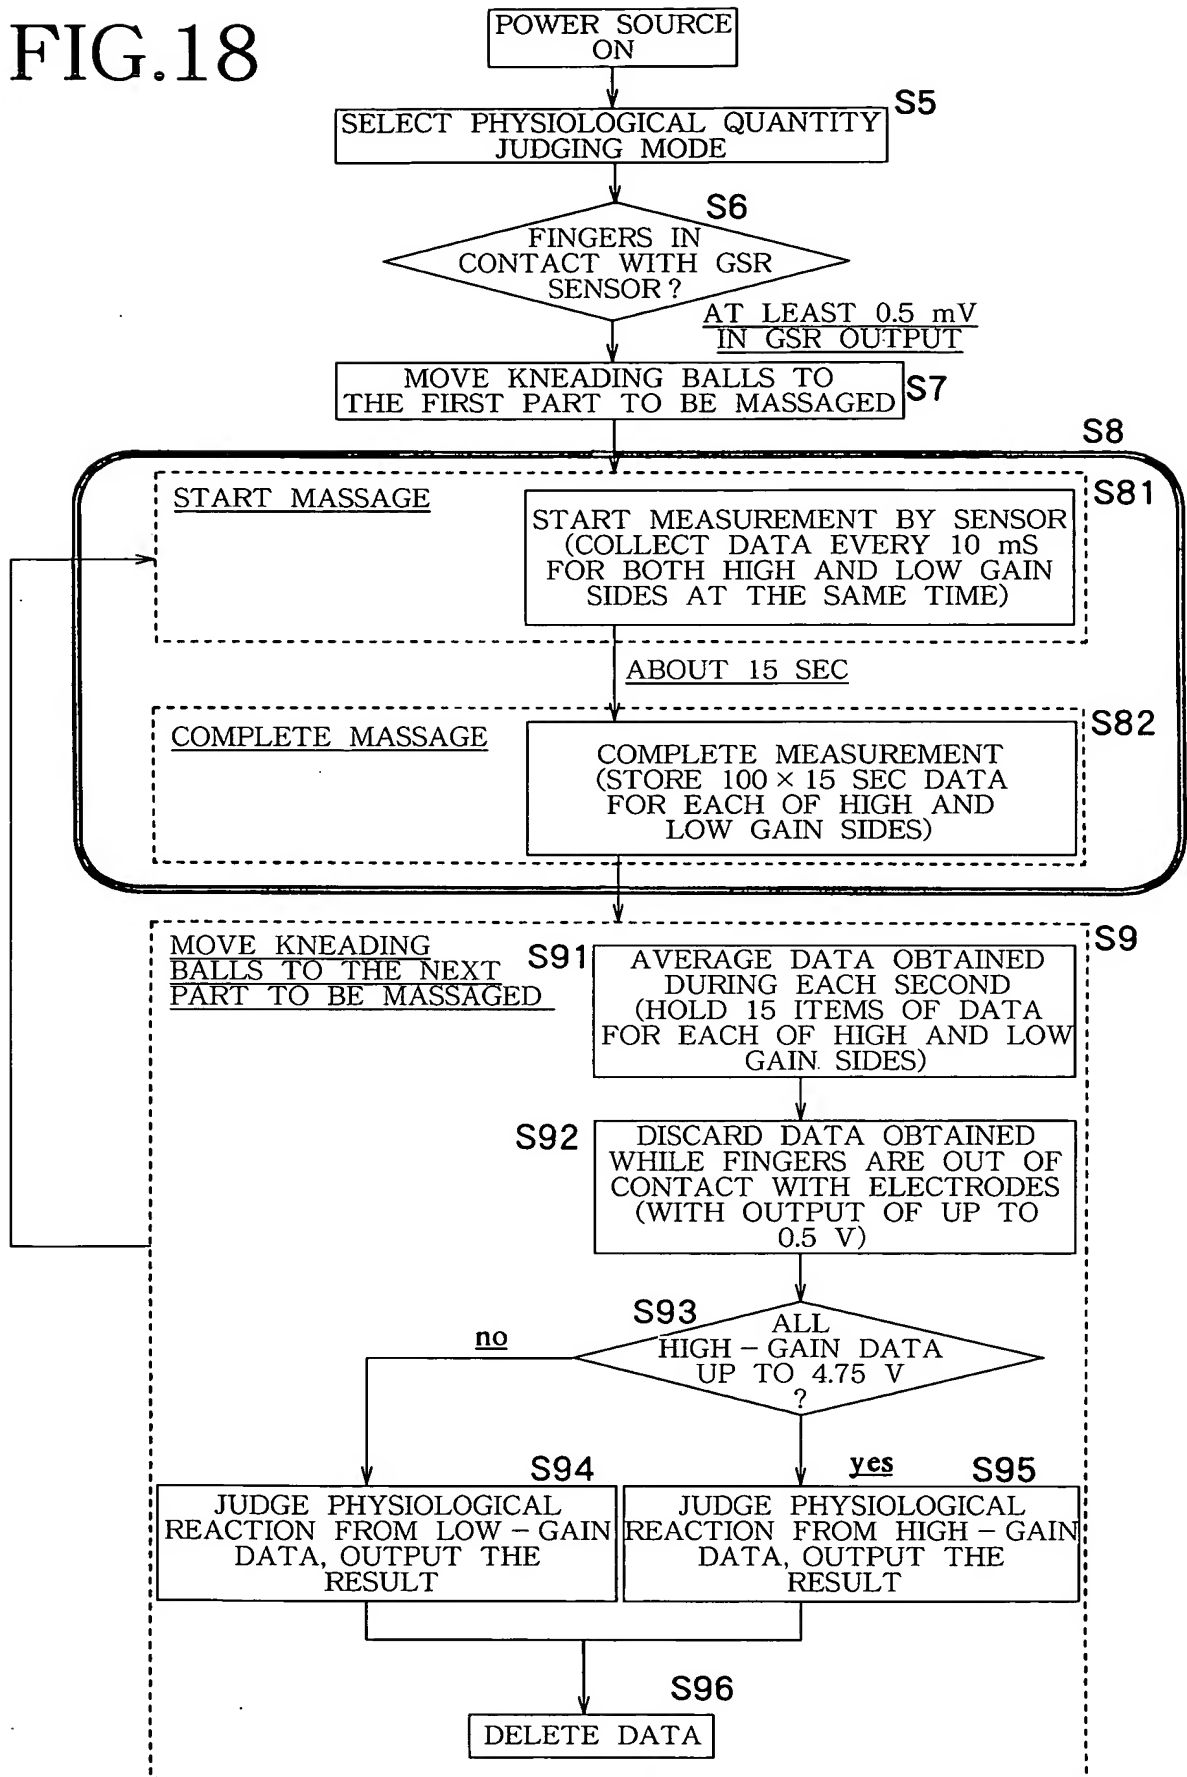 FIG.18
POWER SOURCE
ON
S5
SELECT PHYSIOLOGICAL QUANTITY
JUDGING MODE
S6
FINGERS IN
CONTACT WITH GSR
SENSOR?
AT LEAST 0.5 mV
IN GSR OUTPUT
MOVE KNEADING BALLS TO
THE FIRST PART TO BE MASSAGED
S7
S8
START MASSAGE
S81
START MEASUREMENT BY SENSOR
(COLLECT DATA EVERY 10 mS
FOR BOTH HIGH AND LOW GAIN
SIDES AT THE SAME TIME)
ABOUT 15 SEC
COMPLETE MASSAGE
S82
COMPLETE MEASUREMENT
(STORE 100 × 15 SEC DATA
FOR EACH OF HIGH AND
LOW GAIN SIDES)
MOVE KNEADING
BALLS TO THE NEXT
PART TO BE MASSAGED
S9
S91
AVERAGE DATA OBTAINED
DURING EACH SECOND
(HOLD 15 ITEMS OF DATA
FOR EACH OF HIGH AND LOW
GAIN SIDES)
S92
DISCARD DATA OBTAINED
WHILE FINGERS ARE OUT OF
CONTACT WITH ELECTRODES
(WITH OUTPUT OF UP TO
0.5 V)
S93
ALL
HIGH-GAIN DATA
UP TO 4.75 V
?
no
yes
S94
JUDGE PHYSIOLOGICAL
REACTION FROM LOW-GAIN
DATA, OUTPUT THE
RESULT
S95
JUDGE PHYSIOLOGICAL
REACTION FROM HIGH-GAIN
DATA, OUTPUT THE
RESULT
S96
DELETE DATA